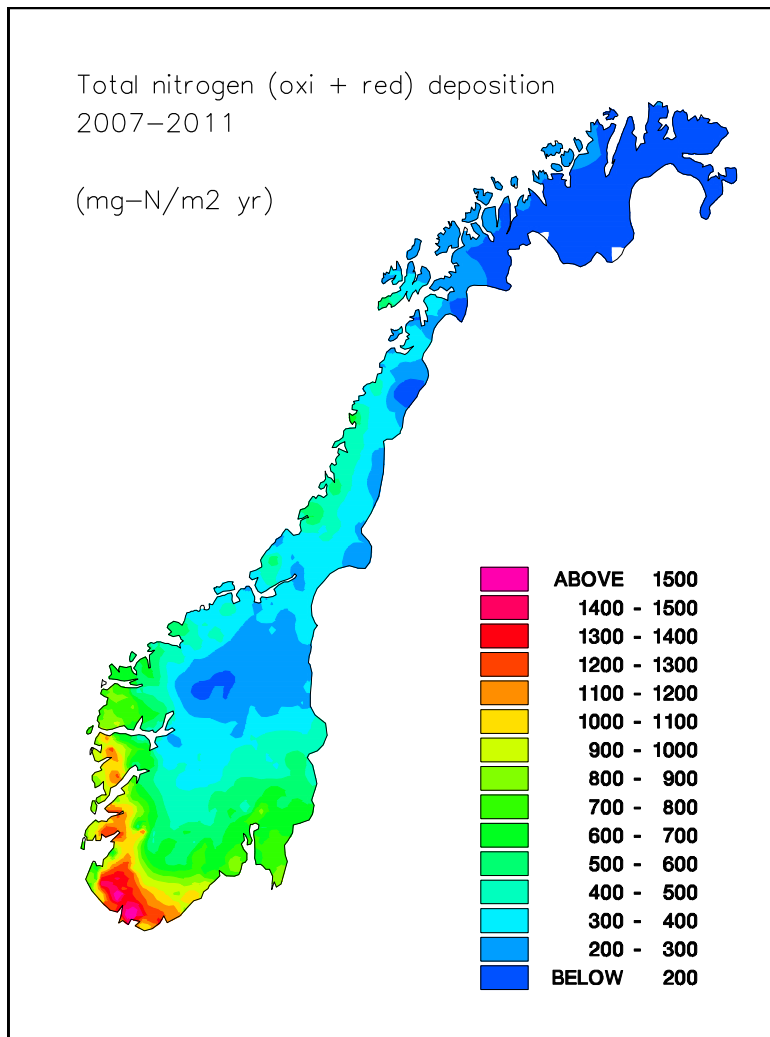 Total nitrogen (oxi + red) deposition
2007-2011
(mg-N/m2 yr)
ABOVE 1500
1400 - 1500
1300 - 1400
1200 - 1300
1100 - 1200
1000 - 1100
900 - 1000
800 - 900
700 - 800
600 - 700
500 - 600
400 - 500
300 - 400
200 - 300
BELOW 200